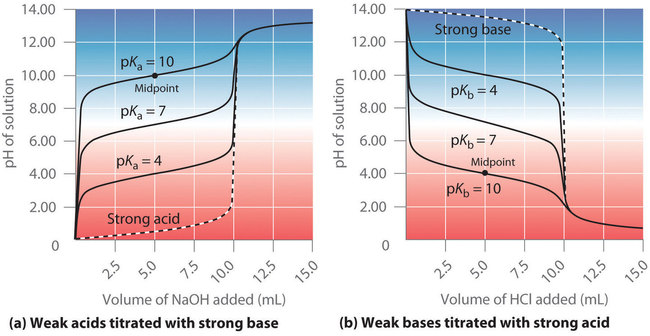 14.00
12.00
10.00
8.00
6.00
4.00
2.00
0
pH of solution
pKa = 10
Midpoint
pKa = 7
pKa = 4
Strong acid
2.5
5.0
7.5
10.0
12.5
15.0
Volume of NaOH added (mL)
(a) Weak acids titrated with strong base
14.00
12.00
10.00
8.00
6.00
4.00
2.00
0
pH of solution
Strong base
pKb = 4
pKb = 7
Midpoint
pKb = 10
2.5
5.0
7.5
10.0
12.5
15.0
Volume of HCl added (mL)
(b) Weak bases titrated with strong acid